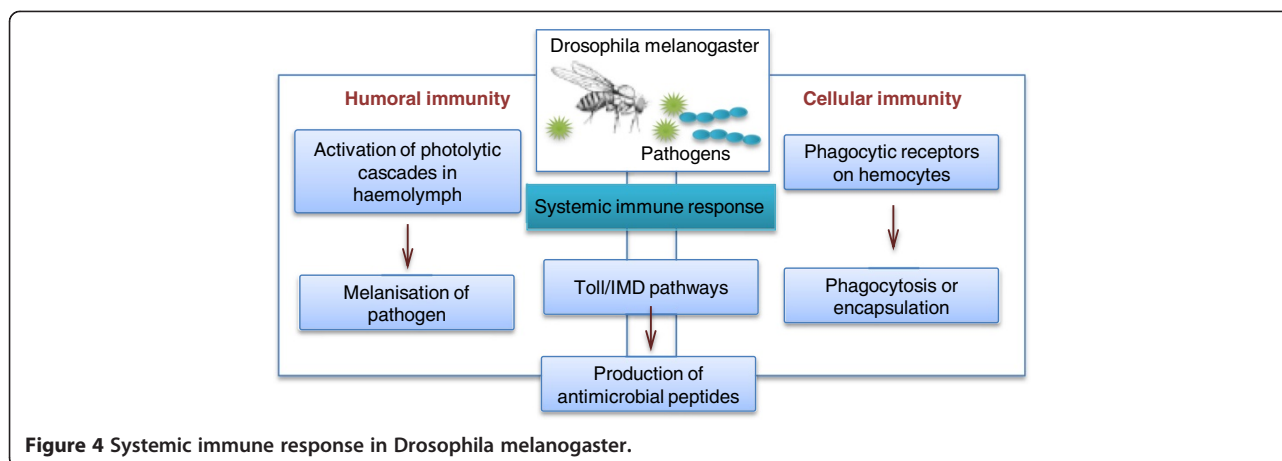 Drosophila melanogaster
Pathogens
Humoral immunity
Activation of photolytic
cascades in
haemolymph
Melanisation of
pathogen
Systemic immune response
Toll/IMD pathways
Production of
antimicrobial peptides
Cellular immunity
Phagocytic receptors
on hemocytes
Phagocytosis or
encapsulation
Figure 4 Systemic immune response in Drosophila melanogaster.